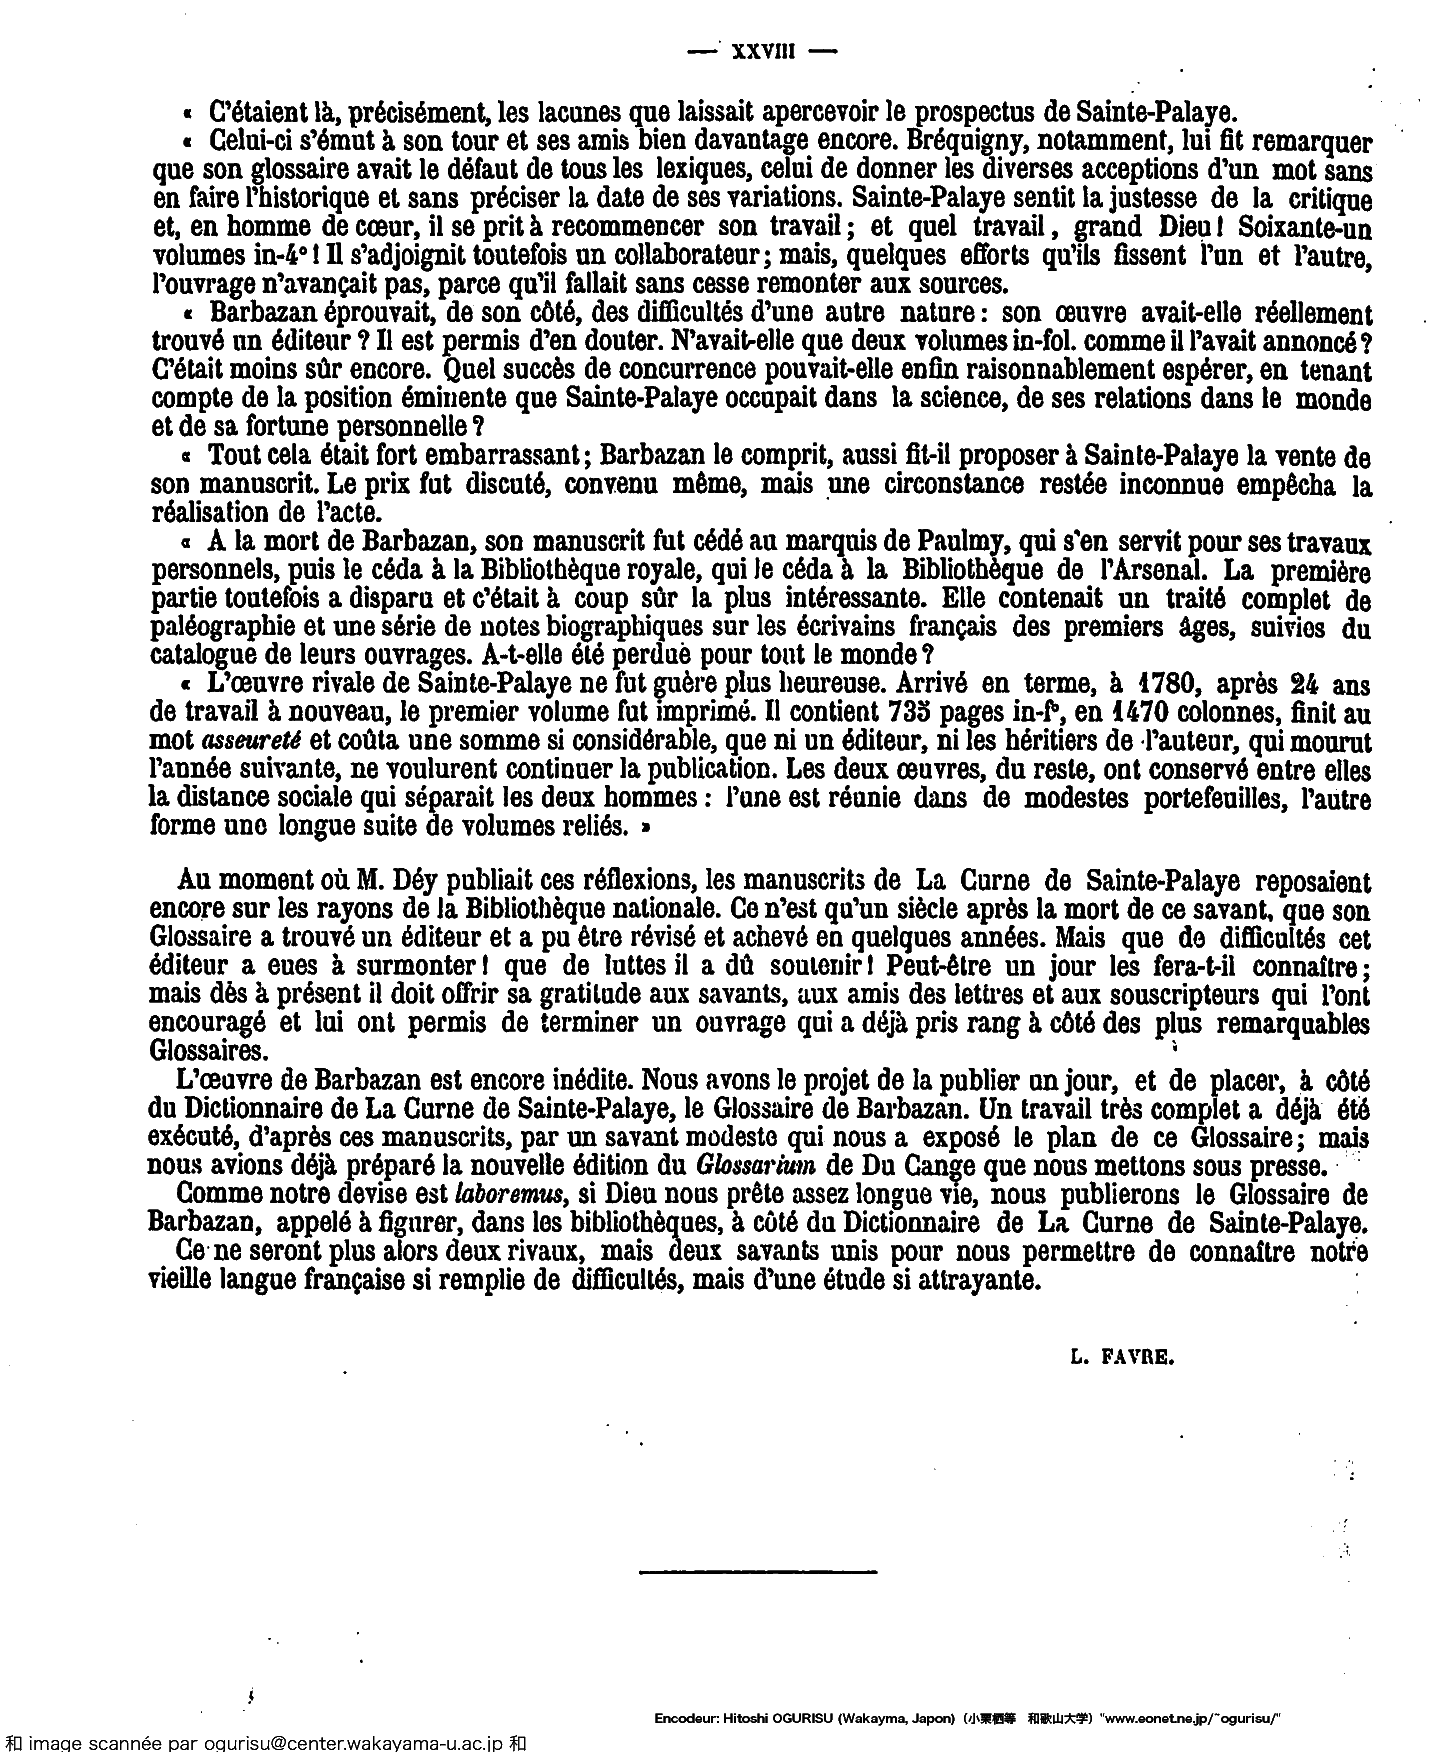 — XXVIII —
« C'étaient là, précisément, les lacunes que laissait apercevoir le prospectus de Sainte-Palaye.
« Celui-ci s'émut à son tour et ses amis bien davantage encore. Bréquigny, notamment, lui fit remarquer
que son glossaire avait le défaut de tous les lexiques, celui de donner les diverses acceptions d'un mot sans
en faire l'historique et sans préciser la date de ses variations. Sainte-Palaye sentit la justesse de la critique
et, en homme de cœur, il se prit à recommencer son travail ; et quel travail, grand Dieu ! Soixante-un
volumes in-4° ! Il s'adjoignit toutefois un collaborateur ; mais, quelques efforts qu'ils fissent l'un et l'autre,
l'ouvrage n'avançait pas, parce qu'il fallait sans cesse remonter aux sources.
« Barbazan éprouvait, de son côté, des difficultés d'une autre nature : son œuvre avait-elle réellement
trouvé un éditeur ? Il est permis d'en douter. N'avait-elle que deux volumes in-fol. comme il l'avait annoncé ?
C'était moins sûr encore. Quel succès de concurrence pouvait-elle enfin raisonnablement espérer, en tenant
compte de la position éminente que Sainte-Palaye occupait dans la science, de ses relations dans le monde
et de sa fortune personnelle ?
« Tout cela était fort embarrassant ; Barbazan le comprit, aussi fit-il proposer à Sainte-Palaye la vente de
son manuscrit. Le prix fut discuté, convenu même, mais une circonstance restée inconnue empêcha la
réalisation de l'acte.
« A la mort de Barbazan, son manuscrit fut cédé au marquis de Paulmy, qui s'en servit pour ses travaux
personnels, puis le céda à la Bibliothèque royale, qui le céda à la Bibliothèque de l'Arsenal. La première
partie toutefois a disparu et c'était à coup sûr la plus intéressante. Elle contenait un traité complet de
paléographie et une série de notes biographiques sur les écrivains français des premiers âges, suivies du
catalogue de leurs ouvrages. A-t-elle été perdue pour tout le monde ?
« L'œuvre rivale de Sainte-Palaye ne fut guère plus heureuse. Arrivé en terme, à 1780, après 24 ans
de travail à nouveau, le premier volume fut imprimé. Il contient 735 pages in-f°, en 1470 colonnes, finit au
mot asseureté et coûta une somme si considérable, que ni un éditeur, ni les héritiers de l'auteur, qui mourut
l'année suivante, ne voulurent continuer la publication. Les deux œuvres, du reste, ont conservé entre elles
la distance sociale qui séparait les deux hommes : l'une est réunie dans de modestes portefeuilles, l'autre
forme une longue suite de volumes reliés. »
Au moment où M. Déy publiait ces réflexions, les manuscrits de La Curne de Sainte-Palaye reposaient
encore sur les rayons de la Bibliothèque nationale. Ce n'est qu'un siècle après la mort de ce savant, que son
Glossaire a trouvé un éditeur et a pu être révisé et achevé en quelques années. Mais que de difficultés cet
éditeur a eues à surmonter ! que de luttes il a dû soutenir ! Peut-être un jour les fera-t-il connaître ;
mais dès à présent il doit offrir sa gratitude aux savants, aux amis des lettres et aux souscripteurs qui l'ont
encouragé et lui ont permis de terminer un ouvrage qui a déjà pris rang à côté des plus remarquables
Glossaires.
L'œuvre de Barbazan est encore inédite. Nous avons le projet de la publier un jour, et de placer, à côté
du Dictionnaire de La Curne de Sainte-Palaye, le Glossaire de Barbazan. Un travail très complet a déjà été
exécuté, d'après ces manuscrits, par un savant modeste qui nous a exposé le plan de ce Glossaire ; mais
nous avions déjà préparé la nouvelle édition du Glossarium de Du Cange que nous mettons sous presse.
Comme notre devise est laboremus, si Dieu nous prête assez longue vie, nous publierons le Glossaire de
Barbazan, appelé à figurer, dans les bibliothèques, à côté du Dictionnaire de La Curne de Sainte-Palaye.
Ce ne seront plus alors deux rivaux, mais deux savants unis pour nous permettre de connaître notre
vieille langue française si remplie de difficultés, mais d'une étude si attrayante.
L. FAVRE.
Encodeur: Hitoshi OGURISU (Wakayma, Japon) (小栗栖等 和歌山大学) "www.eonet.ne.jp/~ogurisu/"
和 image scannée par ogurisu@center.wakayama-u.ac.jp 和